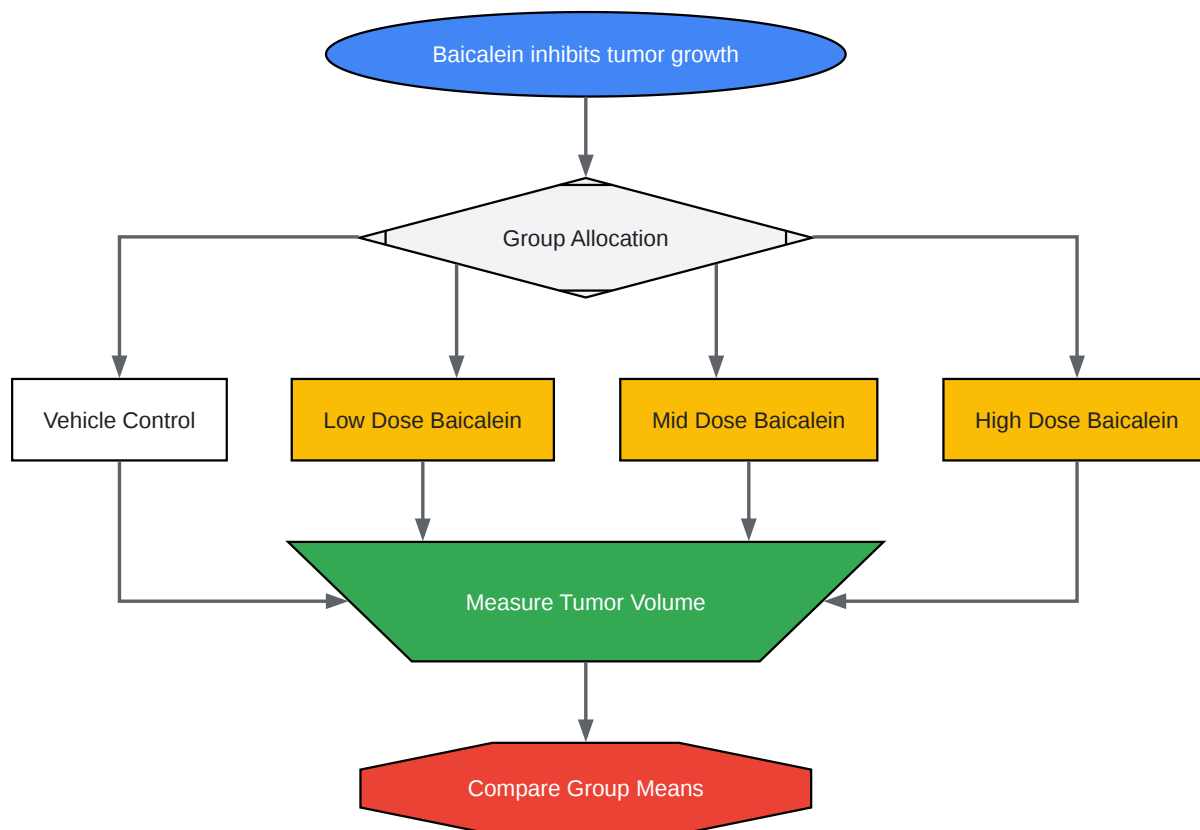 Baicalein inhibits tumor growth
Group Allocation
Vehicle Control
Low Dose Baicalein
Mid Dose Baicalein
High Dose Baicalein
Measure Tumor Volume
Compare Group Means